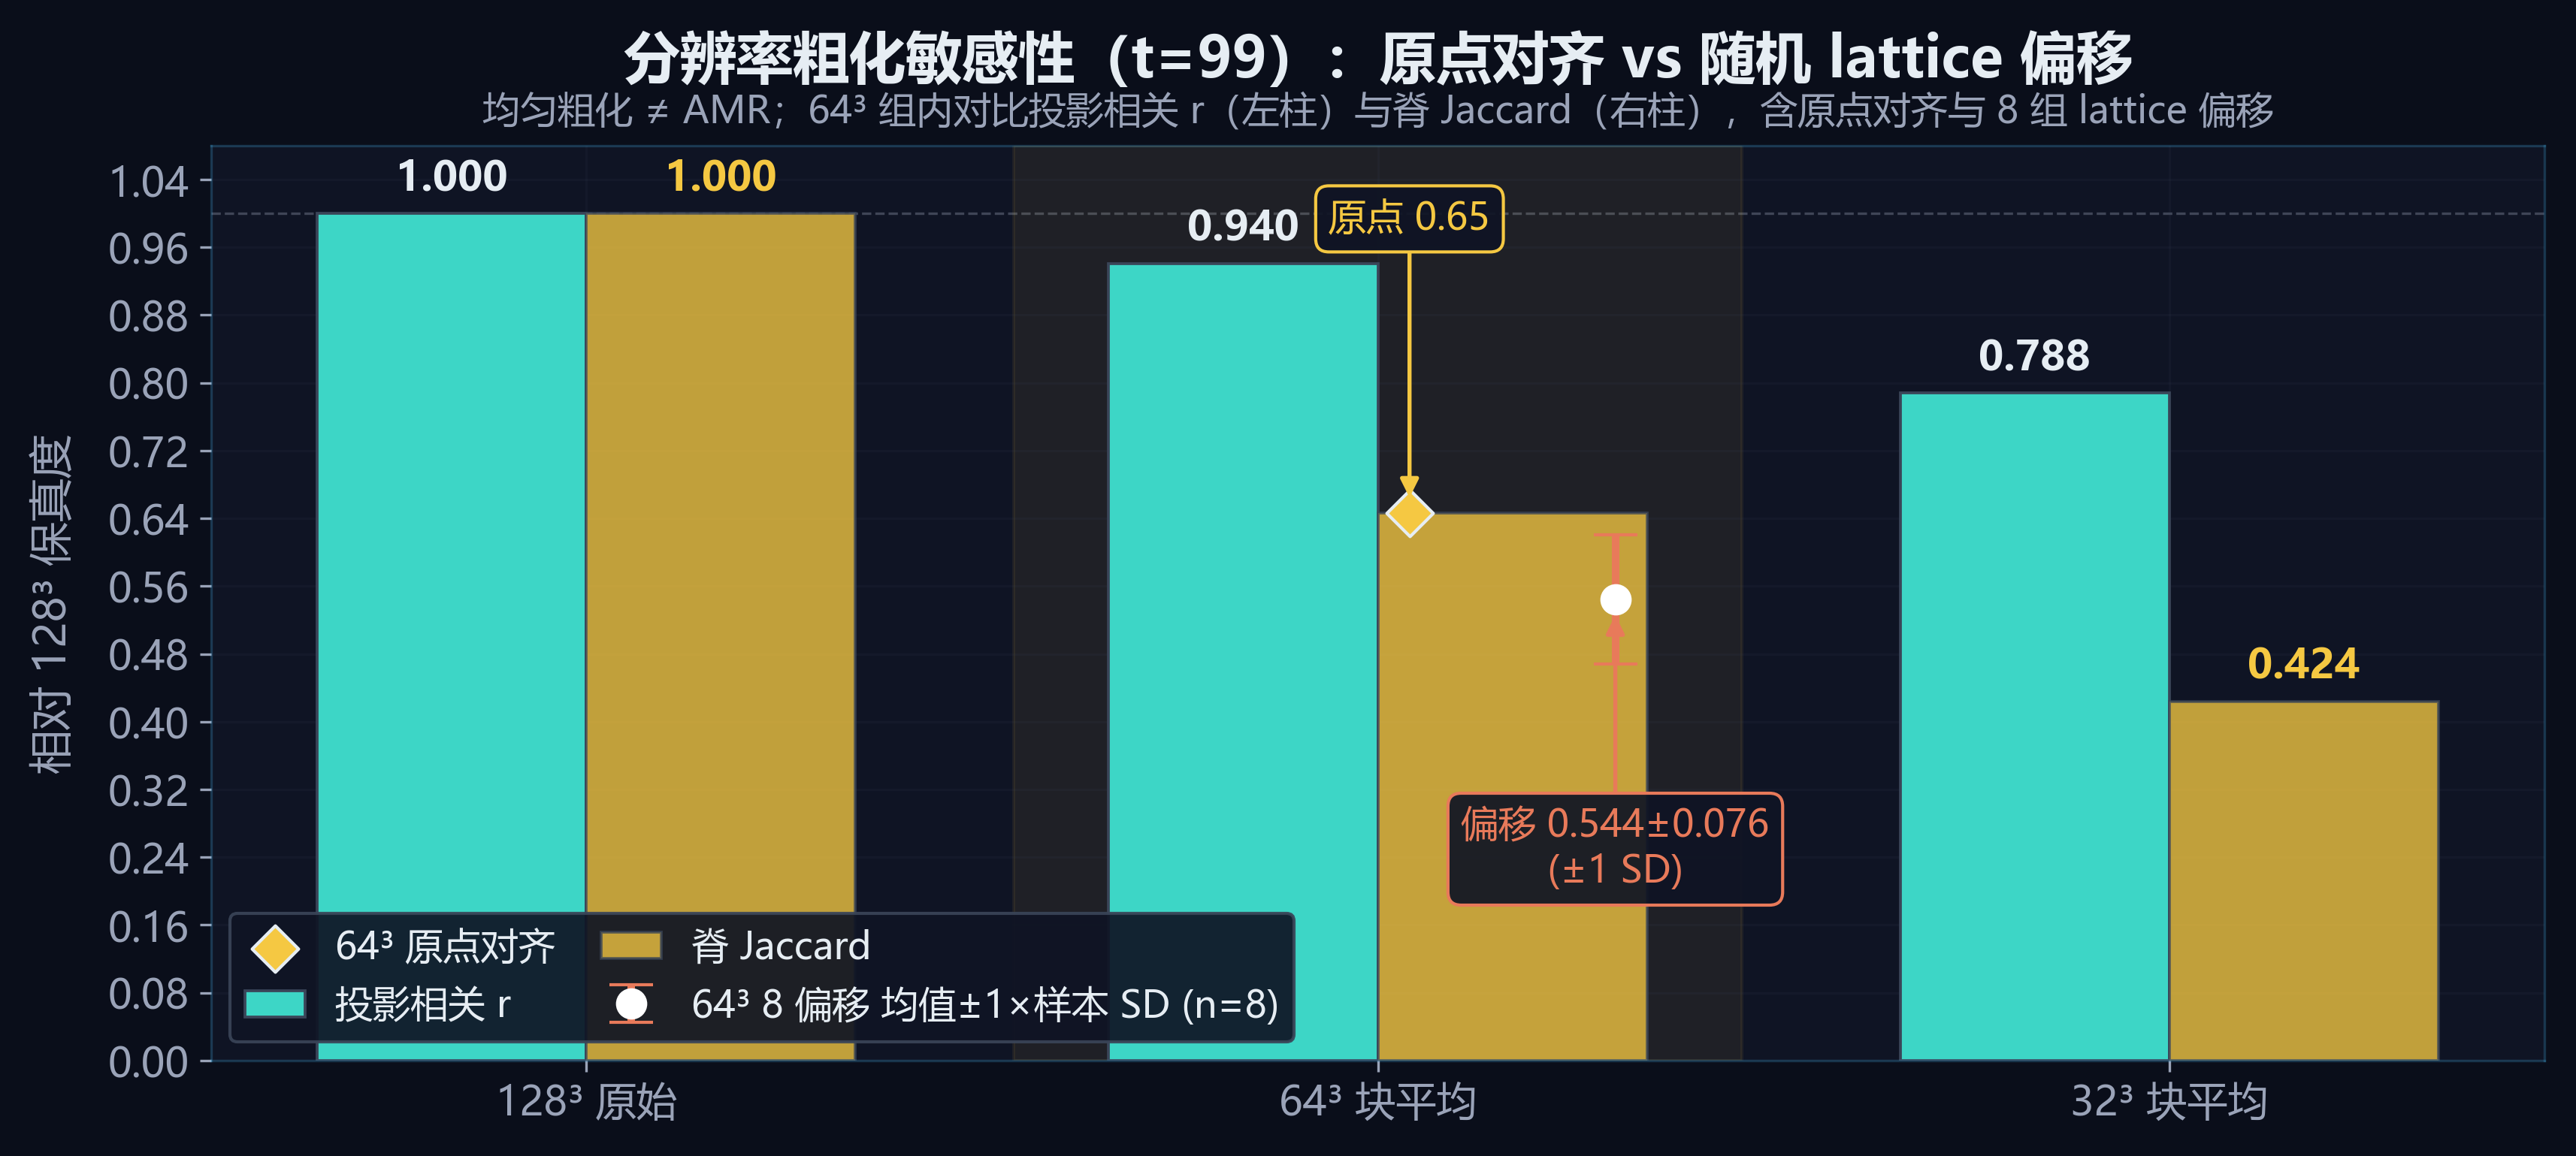 分辨率粗化敏感性（t=99）：原点对齐 vs 随机 lattice 偏移
均匀粗化 ≠ AMR；64³ 组内对比投影相关 r（左柱）与脊 Jaccard（右柱），含原点对齐与 8 组 lattice 偏移
相对 128³ 保真度
1.04
0.96
0.88
0.80
0.72
0.64
0.56
0.48
0.40
0.32
0.24
0.16
0.08
0.00
1.000
1.000
0.940
原点 0.65
0.788
0.424
偏移 0.544±0.076
(±1 SD)
64³ 原点对齐
投影相关 r
脊 Jaccard
64³ 8 偏移 均值±1×样本 SD (n=8)
128³ 原始
64³ 块平均
32³ 块平均